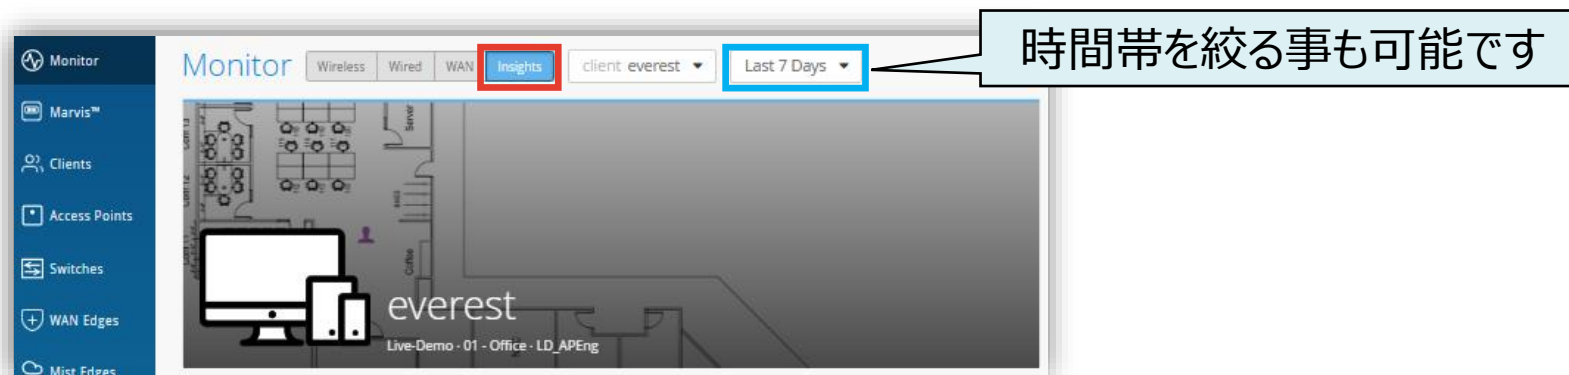 時間帯を絞る事も可能です
Monitor
Marvis™
Clients
Access Points
Switches
WAN Edges
Mist Edges
Monitor Wireless Wired WAN Insights client everest Last 7 Days
Server
Coffee
everest
Live-Demo - 01 - Office - LD_APEng